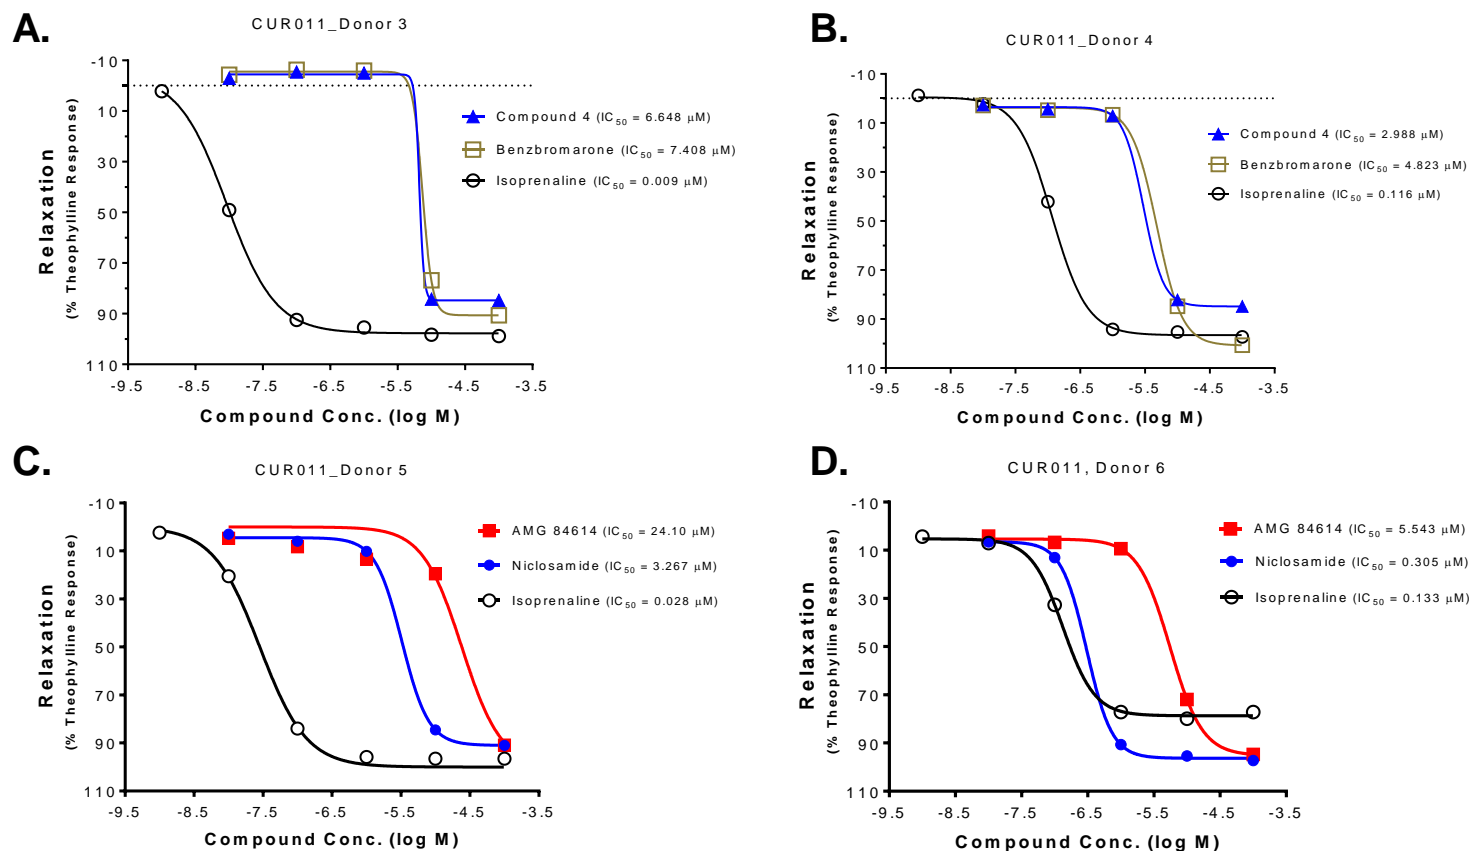 A.
CUR011_Donor 3
-10
10
30
50
70
90
110
-9.5 -8.5 -7.5 -6.5 -5.5 -4.5 -3.5
Relaxation
(% Theophylline Response)
Compound Conc. (log M)
Compound 4 (IC50 = 6.648 μM)
Benzbromarone (IC50 = 7.408 μM)
Isoprenaline (IC50 = 0.009 μM)
B.
CUR011_Donor 4
-10
10
30
50
70
90
110
-9.5 -8.5 -7.5 -6.5 -5.5 -4.5 -3.5
Relaxation
(% Theophylline Response)
Compound Conc. (log M)
Compound 4 (IC50 = 2.988 μM)
Benzbromarone (IC50 = 4.823 μM)
Isoprenaline (IC50 = 0.116 μM)
C.
CUR011_Donor 5
-10
10
30
50
70
90
110
-9.5 -8.5 -7.5 -6.5 -5.5 -4.5 -3.5
Relaxation
(% Theophylline Response)
Compound Conc. (log M)
AMG 84614 (IC50 = 24.10 μM)
Niclosamide (IC50 = 3.267 μM)
Isoprenaline (IC50 = 0.028 μM)
D.
CUR011, Donor 6
-10
10
30
50
70
90
110
-9.5 -8.5 -7.5 -6.5 -5.5 -4.5 -3.5
Relaxation
(% Theophylline Response)
Compound Conc. (log M)
AMG 84614 (IC50 = 5.543 μM)
Niclosamide (IC50 = 0.305 μM)
Isoprenaline (IC50 = 0.133 μM)